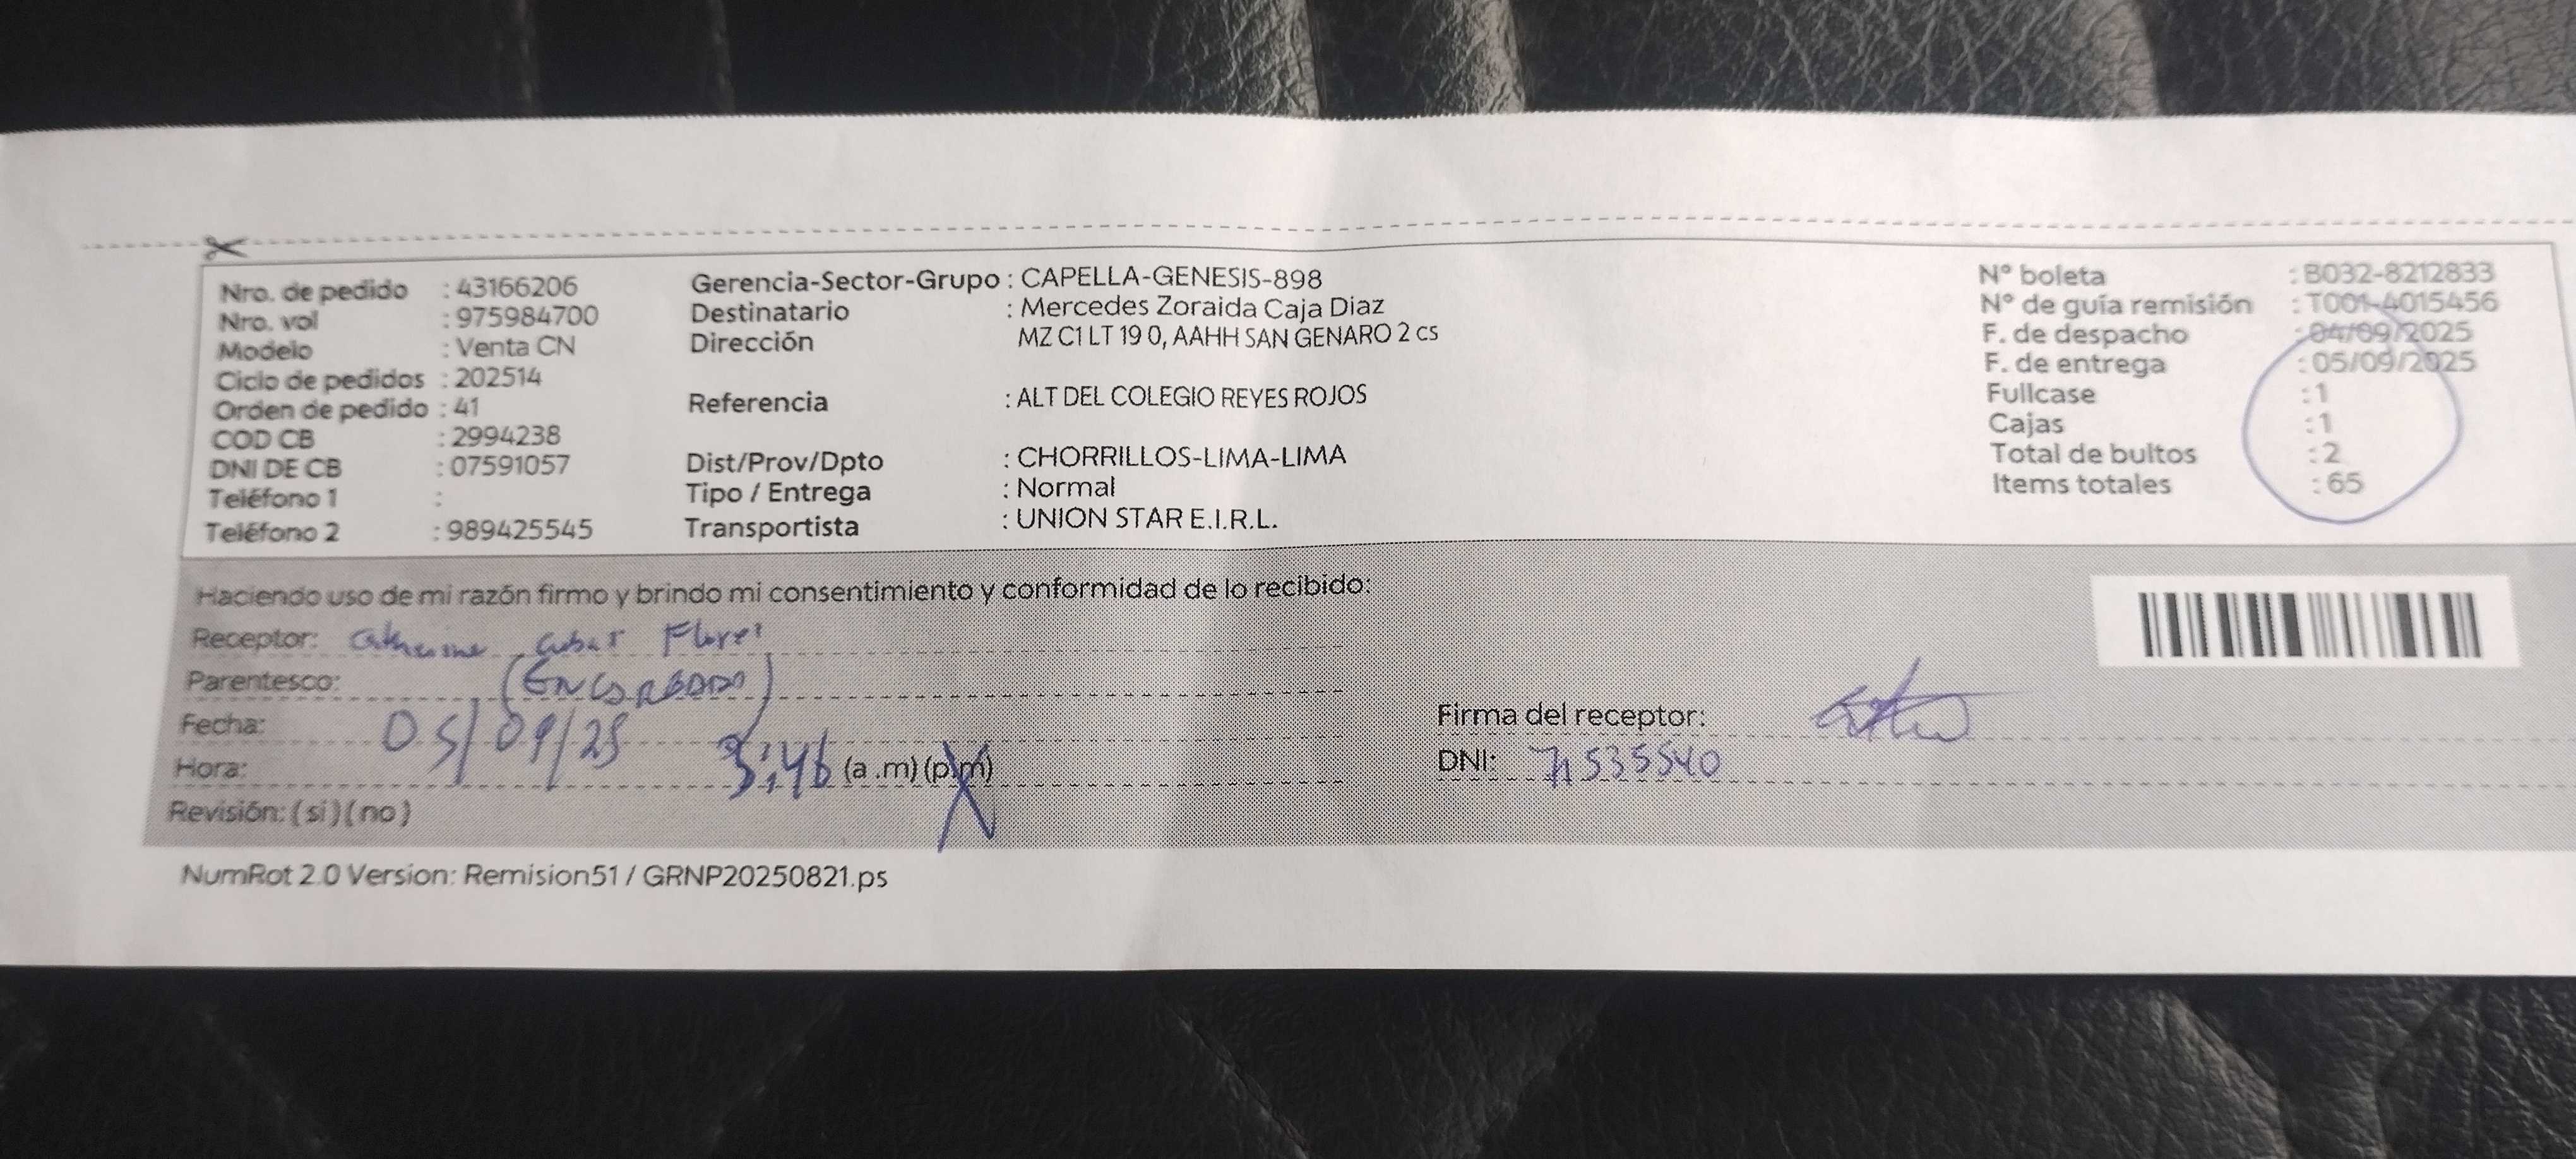 Nro. de pedido : 43166206
Nro. vol : 975984700
Modelo : Venta CN
Ciclo de pedidos : 202514
Orden de pedido : 41
COD CB : 2994238
DNI DE CB : 07591057
Teléfono 1 :
Teléfono 2 : 989425545
Gerencia-Sector-Grupo : CAPELLA-GENESIS-898
Destinatario : Mercedes Zoraida Caja Diaz
Dirección MZ C1 LT 19 0, AAHH SAN GENARO 2 cs
Referencia : ALT DEL COLEGIO REYES ROJOS
Dist/Prov/Dpto : CHORRILLOS-LIMA-LIMA
Tipo / Entrega : Normal
Transportista : UNION STAR E.I.R.L.
N° boleta : B032-8212833
N° de guía remisión : T001-4015456
F. de despacho : 04/09/2025
F. de entrega : 05/09/2025
Fullcase : 1
Cajas : 1
Total de bultos : 2
Items totales : 65
Haciendo uso de mi razón firmo y brindo mi consentimiento y conformidad de lo recibido:
Receptor: Catherine Flores
Parentesco: (ENCARGADO)
Fecha: 05/09/25
Hora: 3:46 (a .m) (p.m)
Revisión: (si) (no)
Firma del receptor:
DNI: 71535540
NumRot 2.0 Version: Remision51 / GRNP20250821.ps